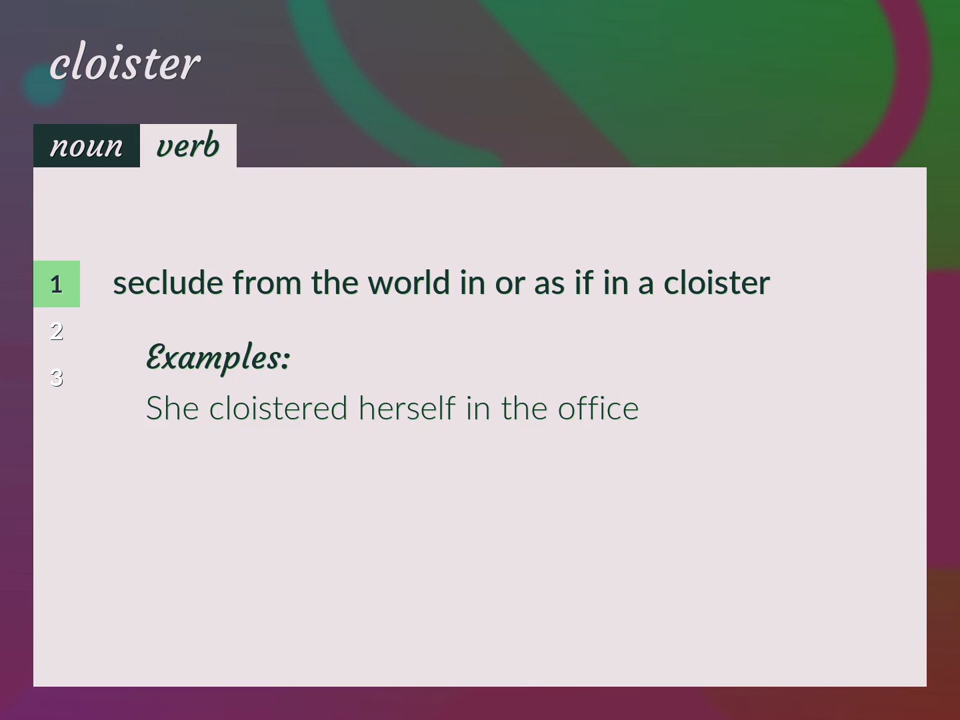 cloister
noun verb
1 seclude from the world in or as if in a cloister
2
Examples:
3
She cloistered herself in the office